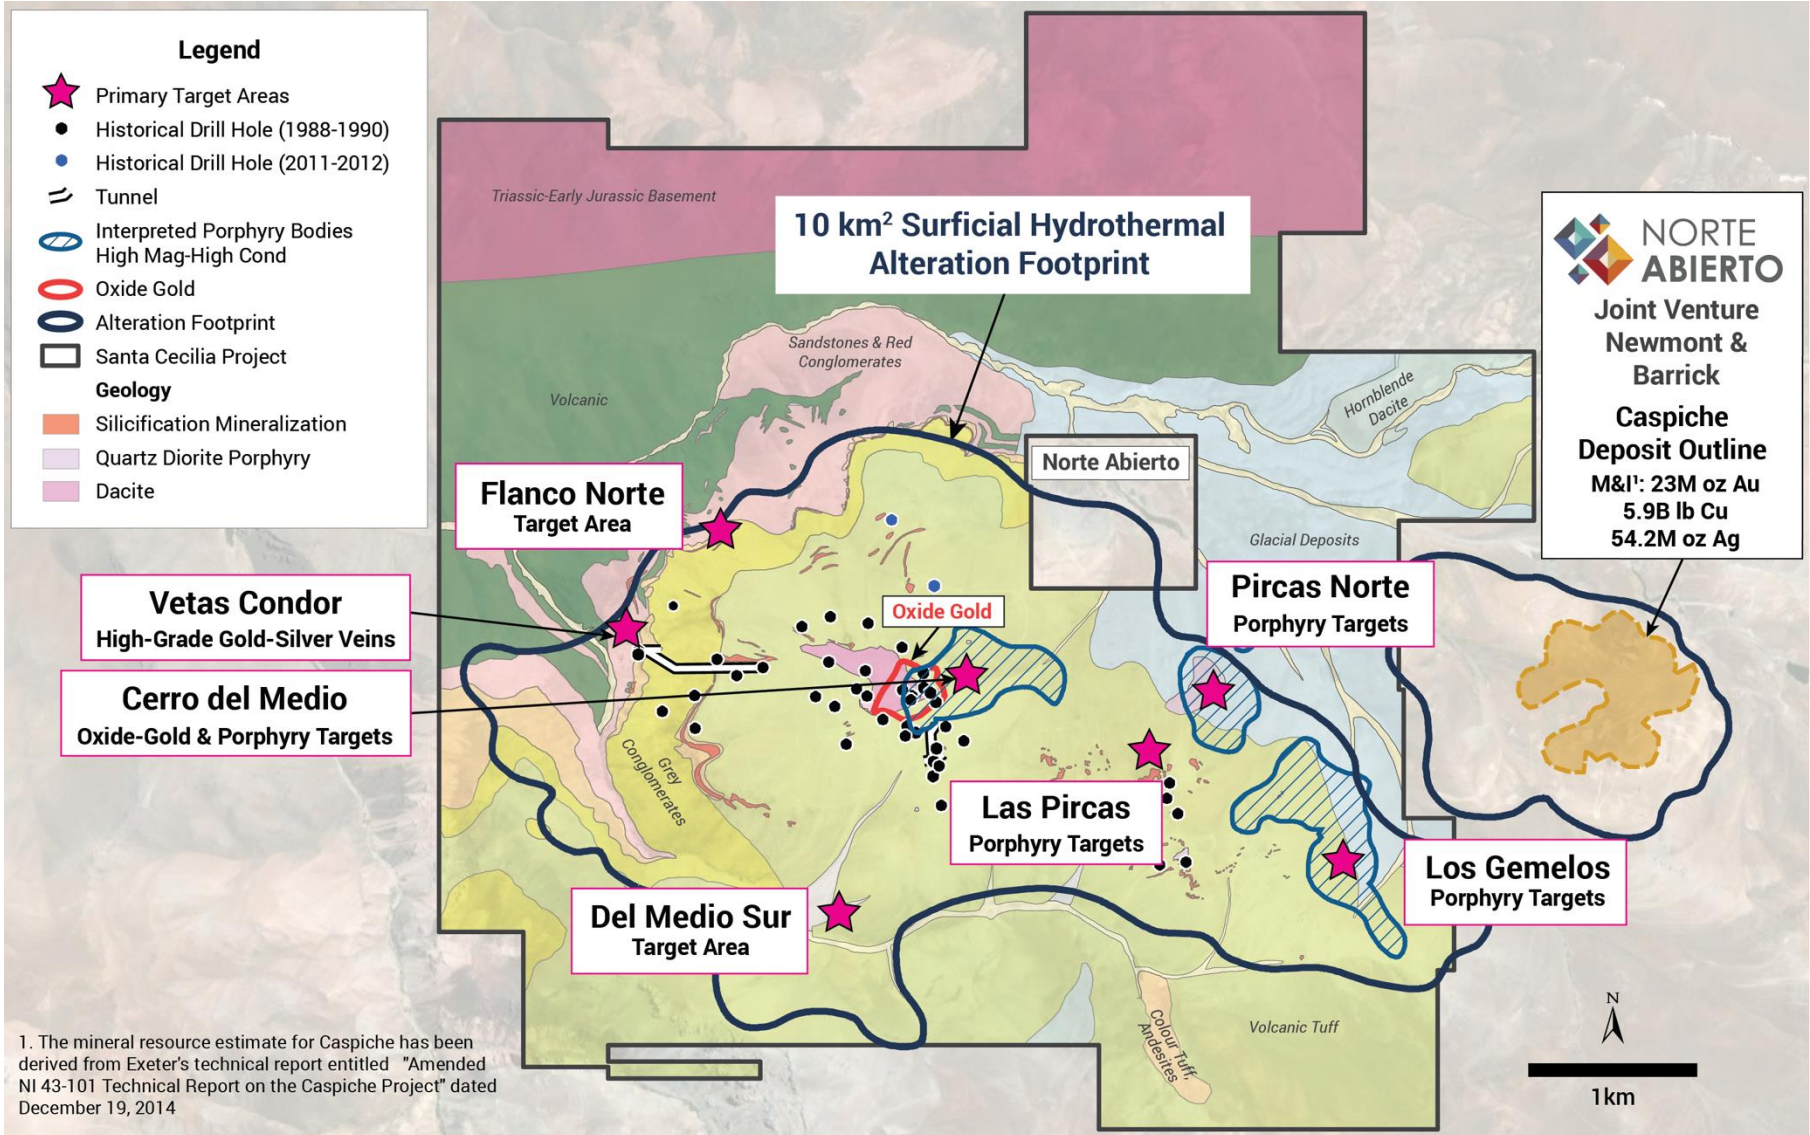 Legend
Primary Target Areas
Historical Drill Hole (1988-1990)
Historical Drill Hole (2011-2012)
Tunnel
Interpreted Porphyry Bodies
High Mag-High Cond
Oxide Gold
Alteration Footprint
Santa Cecilia Project
Geology
Silicification Mineralization
Quartz Diorite Porphyry
Dacite
Triassic-Early Jurassic Basement
10 km² Surficial Hydrothermal
Alteration Footprint
NORTE
ABIERTO
Joint Venture
Newmont &
Barrick
Caspiche
Deposit Outline
M&I¹: 23M oz Au
5.9B lb Cu
54.2M oz Ag
Sandstones & Red
Conglomerates
Volcanic
Hornblende
Dacite
Norte Abierto
Glacial Deposits
Flanco Norte
Target Area
Vetas Condor
High-Grade Gold-Silver Veins
Cerro del Medio
Oxide-Gold & Porphyry Targets
Oxide Gold
Pircas Norte
Porphyry Targets
Grey
Conglomerates
Las Pircas
Porphyry Targets
Los Gemelos
Porphyry Targets
Del Medio Sur
Target Area
Colour Tuff,
Andesites
Volcanic Tuff
N
1km
1. The mineral resource estimate for Caspiche has been
derived from Exeter's technical report entitled "Amended
NI 43-101 Technical Report on the Caspiche Project" dated
December 19, 2014